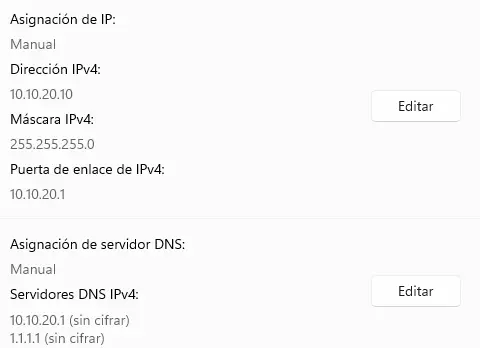 Asignación de IP:
Manual
Dirección IPv4:
10.10.20.10
Editar
Máscara IPv4:
255.255.255.0
Puerta de enlace de IPv4:
10.10.20.1
Asignación de servidor DNS:
Manual
Servidores DNS IPv4:
Editar
10.10.20.1 (sin cifrar)
1.1.1.1 (sin cifrar)